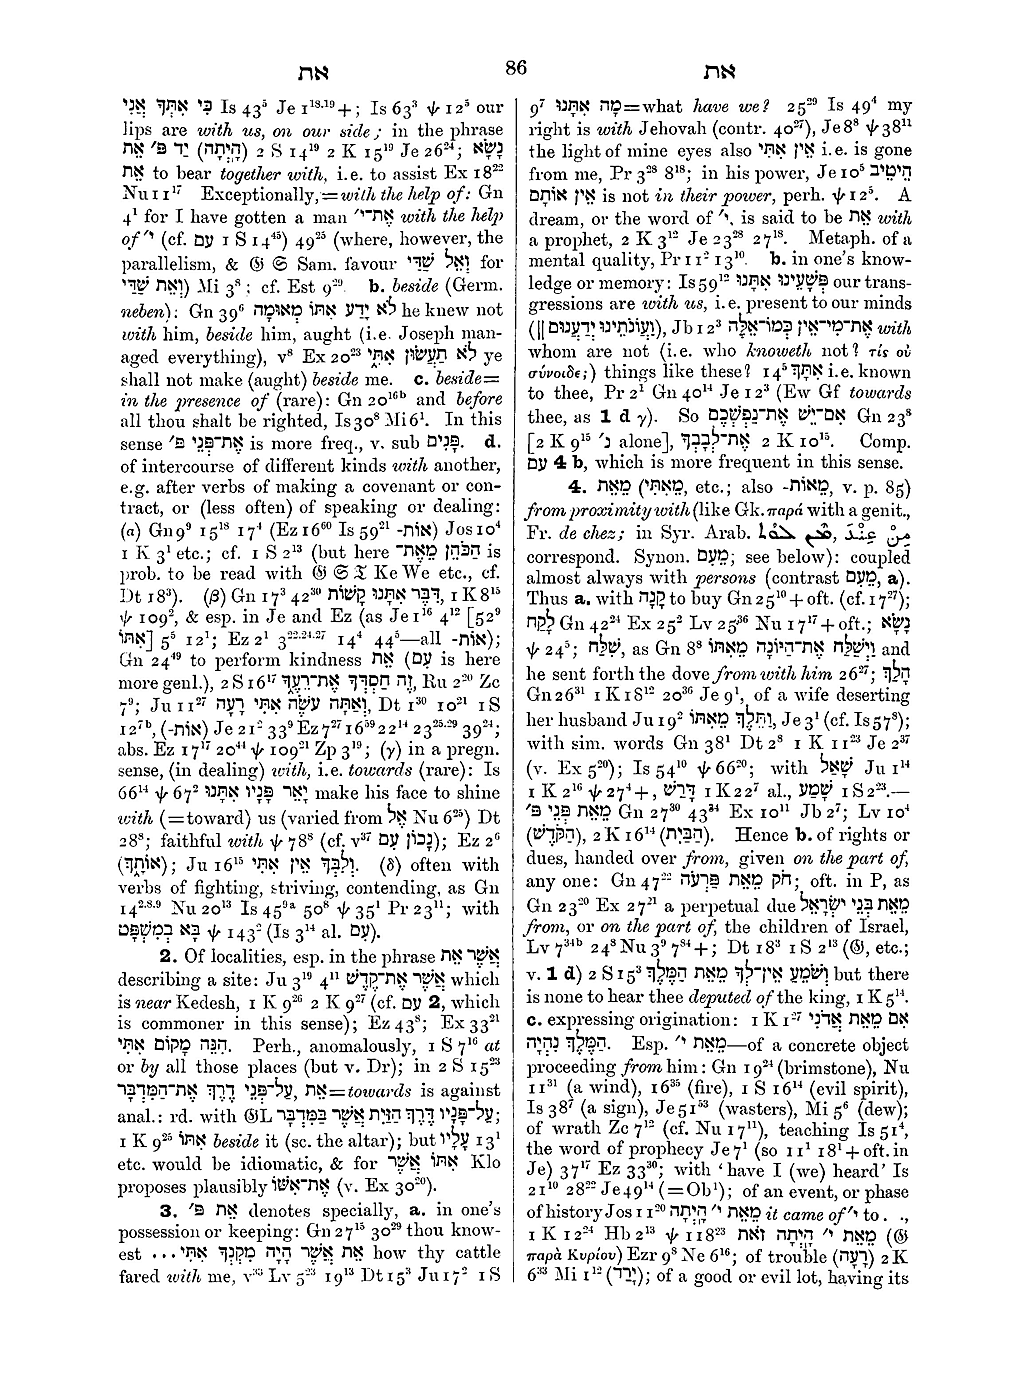 את
86
את
כִּי אִתְּךָ אֲנִי Is 43⁵ Je 1¹⁸·¹⁹+; Is 63³ ψ 12⁵ our
lips are with us, on our side; in the phrase
יַד פ׳ אֶת (הָיְתָה) 2 S 14¹⁹ 2 K 15¹⁹ Je 26²⁴; נָשָׂא
אֶת to bear together with, i.e. to assist Ex 18²²
Nu 11¹⁷ Exceptionally,=with the help of: Gn
4¹ for I have gotten a man אֶת־י׳ with the help
of י׳ (cf. עִם 1 S 14⁴⁵) 49²⁵ (where, however, the
parallelism, & 𝔊 𝔖 Sam. favour וְאֵל שַׁדַּי for
וְאֵת שַׁדַּי) Mi 3⁸; cf. Est 9²⁹. b. beside (Germ.
neben): Gn 39⁶ לֹא יָדַע אִתּוֹ מְאוּמָה he knew not
with him, beside him, aught (i.e. Joseph man-
aged everything), v⁸ Ex 20²³ לֹא תַעֲשׂוּן אִתִּי ye
shall not make (aught) beside me. c. beside=
in the presence of (rare): Gn 20¹⁶ᵇ and before
all thou shalt be righted, Is 30⁸ Mi 6¹. In this
sense אֶת־פְּנֵי פ׳ is more freq., v. sub פָּנִים. d.
of intercourse of different kinds with another,
e.g. after verbs of making a covenant or con-
tract, or (less often) of speaking or dealing:
(α) Gn 9⁹ 15¹⁸ 17⁴ (Ez 16⁶⁰ Is 59²¹ אוֹת-) Jos 10⁴
1 K 3¹ etc.; cf. 1 S 2¹³ (but here הַכֹּהֵן מֵאֵת־ is
prob. to be read with 𝔊 𝔖 𝔗 Ke We etc., cf.
Dt 18³). (β) Gn 17³ 42³⁰ דִּבֶּר אִתָּנוּ קָשׁוֹת, 1 K 8¹⁵
ψ 109², & esp. in Je and Ez (as Je 1¹⁶ 4¹² [52⁹
אִתּוֹ] 5⁵ 12¹; Ez 2¹ 3²²·²⁴·²⁷ 14⁴ 44⁵—all אוֹת-);
Gn 24⁴⁹ to perform kindness אֵת (עִם is here
more genl.), 2 S 16¹⁷ זֶה חַסְדְּךָ אֶת־רֵעֶךָ, Ru 2²⁰ Zc
7⁹; Ju 11²⁷ וְאַתָּה עֹשֶׂה אִתִּי רָעָה, Dt 1³⁰ 10²¹ 1 S
12⁷ᵇ, (אוֹת-) Je 21² 33⁹ Ez 7²⁷ 16⁵⁹ 22¹⁴ 23²⁵·²⁹ 39²⁴;
abs. Ez 17¹⁷ 20⁴⁴ ψ 109²¹ Zp 3¹⁹; (γ) in a pregn.
sense, (in dealing) with, i.e. towards (rare): Is
66¹⁴ ψ 67² יָאֵר פָּנָיו אִתָּנוּ make his face to shine
with (=toward) us (varied from אֶל Nu 6²⁵) Dt
28⁸; faithful with ψ 78⁸ (cf. v³⁷ נָכוֹן עִם); Ez 2⁶
(אוֹתָךְ); Ju 16¹⁵ וְלִבְּךָ אֵין אִתִּי. (δ) often with
verbs of fighting, striving, contending, as Gn
14²·⁸·⁹ Nu 20¹³ Is 45⁹ᵃ 50⁸ ψ 35¹ Pr 23¹¹; with
בָּא בְמִשְׁפָּט ψ 143² (Is 3¹⁴ al. עִם).
2. Of localities, esp. in the phrase אֲשֶׁר אֶת
describing a site: Ju 3¹⁹ 4¹¹ אֲשֶׁר אֶת־קֶדֶשׁ which
is near Kedesh, 1 K 9²⁶ 2 K 9²⁷ (cf. עִם 2, which
is commoner in this sense); Ez 43⁸; Ex 33²¹
הִנֵּה מָקוֹם אִתִּי. Perh., anomalously, 1 S 7¹⁶ at
or by all those places (but v. Dr); in 2 S 15²³
עַל־פְּנֵי דֶרֶךְ אֶת־הַמִּדְבָּר, אֶת=towards is against
anal.: rd. with 𝔊L עַל־פָּנָיו דֶּרֶךְ הַזַּיִת אֲשֶׁר בַּמִּדְבָּר;
1 K 9²⁵ אִתּוֹ beside it (sc. the altar); but עָלָיו 13¹
etc. would be idiomatic, & for אִתּוֹ אֲשֶׁר Klo
proposes plausibly אֶת־אִשּׁוֹ (v. Ex 30²⁰).
3. אֵת פ׳ denotes specially, a. in one's
possession or keeping: Gn 27¹⁵ 30²⁹ thou know-
est ... אֵת אֲשֶׁר הָיָה מִקְנְךָ אִתִּי how thy cattle
fared with me, v³³ Lv 5²³ 19¹³ Dt 15³ Ju 17² 1 S
9⁷ מָה אִתָּנוּ=what have we? 25²⁹ Is 49⁴ my
right is with Jehovah (contr. 40²⁷), Je 8⁸ ψ 38¹¹
the light of mine eyes also אֵין אִתִּי i.e. is gone
from me, Pr 3²⁸ 8¹⁸; in his power, Je 10⁵ הֵיטֵיב
אֵין אוֹתָם is not in their power, perh. ψ 12⁵. A
dream, or the word of י׳, is said to be אֵת with
a prophet, 2 K 3¹² Je 23²⁸ 27¹⁸. Metaph. of a
mental quality, Pr 11² 13¹⁰. b. in one's know-
ledge or memory: Is 59¹² פְּשָׁעֵינוּ אִתָּנוּ our trans-
gressions are with us, i.e. present to our minds
(|| וַעֲוֹנֹתֵינוּ יְדַעֲנוּם), Jb 12³ אֶת־מִי־אֵין כְּמוֹ־אֵלֶּה with
whom are not (i.e. who knoweth not? τίς οὐ
σύνοιδε;) things like these? 14⁵ אִתָּךְ i.e. known
to thee, Pr 2¹ Gn 40¹⁴ Je 12³ (Ew Gf towards
thee, as 1 d γ). So אִם־יֵשׁ אֶת־נַפְשְׁכֶם Gn 23⁸
[2 K 9¹⁵ נ׳ alone], אֶת־לְבָבְךָ 2 K 10¹⁵. Comp.
עִם 4 b, which is more frequent in this sense.
4. מֵאֵת (מֵאִתִּי, etc.; also מֵאוֹת-, v. p. 85)
from proximity with (like Gk. παρά with a genit.,
Fr. de chez; in Syr. Arab. ܡܢ ܠܘܬ, مِنْ عِنْدَ
correspond. Synon. מֵעִם; see below): coupled
almost always with persons (contrast מֵעִם, a).
Thus a. with קָנָה to buy Gn 25¹⁰+oft. (cf. 17²⁷);
לָקַח Gn 42²⁴ Ex 25² Lv 25³⁶ Nu 17¹⁷+oft.; נָשָׂא
ψ 24⁵; שִׁלַּח, as Gn 8⁸ וַיְשַׁלַּח אֶת־הַיּוֹנָה מֵאִתּוֹ and
he sent forth the dove from with him 26²⁷; הָלַךְ
Gn 26³¹ 1 K 18¹² 20³⁶ Je 9¹, of a wife deserting
her husband Ju 19² וַתֵּלֶךְ מֵאִתּוֹ, Je 3¹ (cf. Is 57⁸);
with sim. words Gn 38¹ Dt 2⁸ 1 K 11²³ Je 2³⁷
(v. Ex 5²⁰); Is 54¹⁰ ψ 66²⁰; with שָׁאַל Ju 1¹⁴
1 K 2¹⁶ ψ 27⁴+, דָּרַשׁ 1 K 22⁷ al., שָׁמַע 1 S 2²³.—
מֵאֵת פְּנֵי פ׳ Gn 27³⁰ 43³⁴ Ex 10¹¹ Jb 2⁷; Lv 10⁴
(הַקֹּדֶשׁ), 2 K 16¹⁴ (הַבַּיִת). Hence b. of rights or
dues, handed over from, given on the part of,
any one: Gn 47²² חֹק מֵאֵת פַּרְעֹה; oft. in P, as
Gn 23²⁰ Ex 27²¹ a perpetual due מֵאֵת בְּנֵי יִשְׂרָאֵל
from, or on the part of, the children of Israel,
Lv 7³⁴ᵇ 24⁸ Nu 3⁹ 7⁸⁴+; Dt 18³ 1 S 2¹³ (𝔊, etc.;
v. 1 d) 2 S 15³ וְשֹׁמֵעַ אֵין־לְךָ מֵאֵת הַמֶּלֶךְ but there
is none to hear thee deputed of the king, 1 K 5¹⁴.
c. expressing origination: 1 K 1²⁷ אִם מֵאֵת אֲדֹנִי
הַמֶּלֶךְ נִהְיָה. Esp. מֵאֵת י׳—of a concrete object
proceeding from him: Gn 19²⁴ (brimstone), Nu
11³¹ (a wind), 16³⁵ (fire), 1 S 16¹⁴ (evil spirit),
Is 38⁷ (a sign), Je 51⁵³ (wasters), Mi 5⁶ (dew);
of wrath Zc 7¹² (cf. Nu 17¹¹), teaching Is 51⁴,
the word of prophecy Je 7¹ (so 11¹ 18¹+oft. in
Je) 37¹⁷ Ez 33³⁰; with 'have I (we) heard' Is
21¹⁰ 28²² Je 49¹⁴ (=Ob¹); of an event, or phase
of history Jos 11²⁰ מֵאֵת י׳ הָיְתָה it came of י׳ to . .,
1 K 12²⁴ Hb 2¹³ ψ 118²³ מֵאֵת י׳ הָיְתָה זֹּאת (𝔊
παρὰ Κυρίου) Ezr 9⁸ Ne 6¹⁶; of trouble (רָעָה) 2 K
6³³ Mi 1¹² (יָרַד); of a good or evil lot, having its